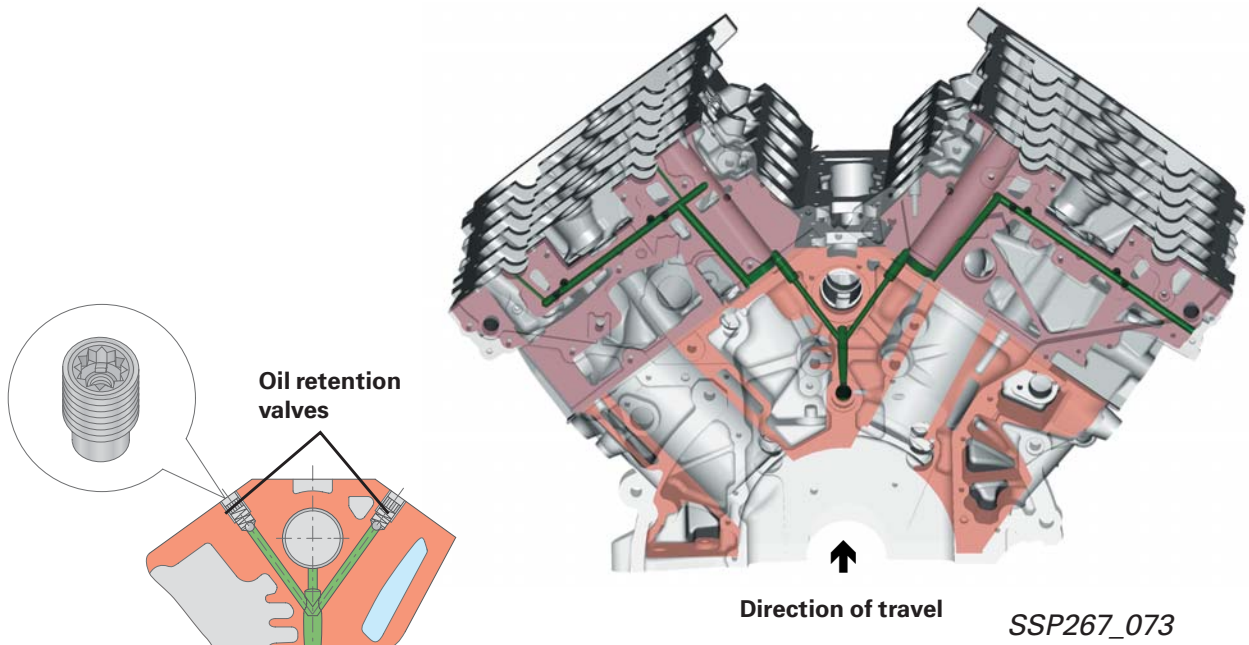 Oil retention
valves
Direction of travel
SSP267_073